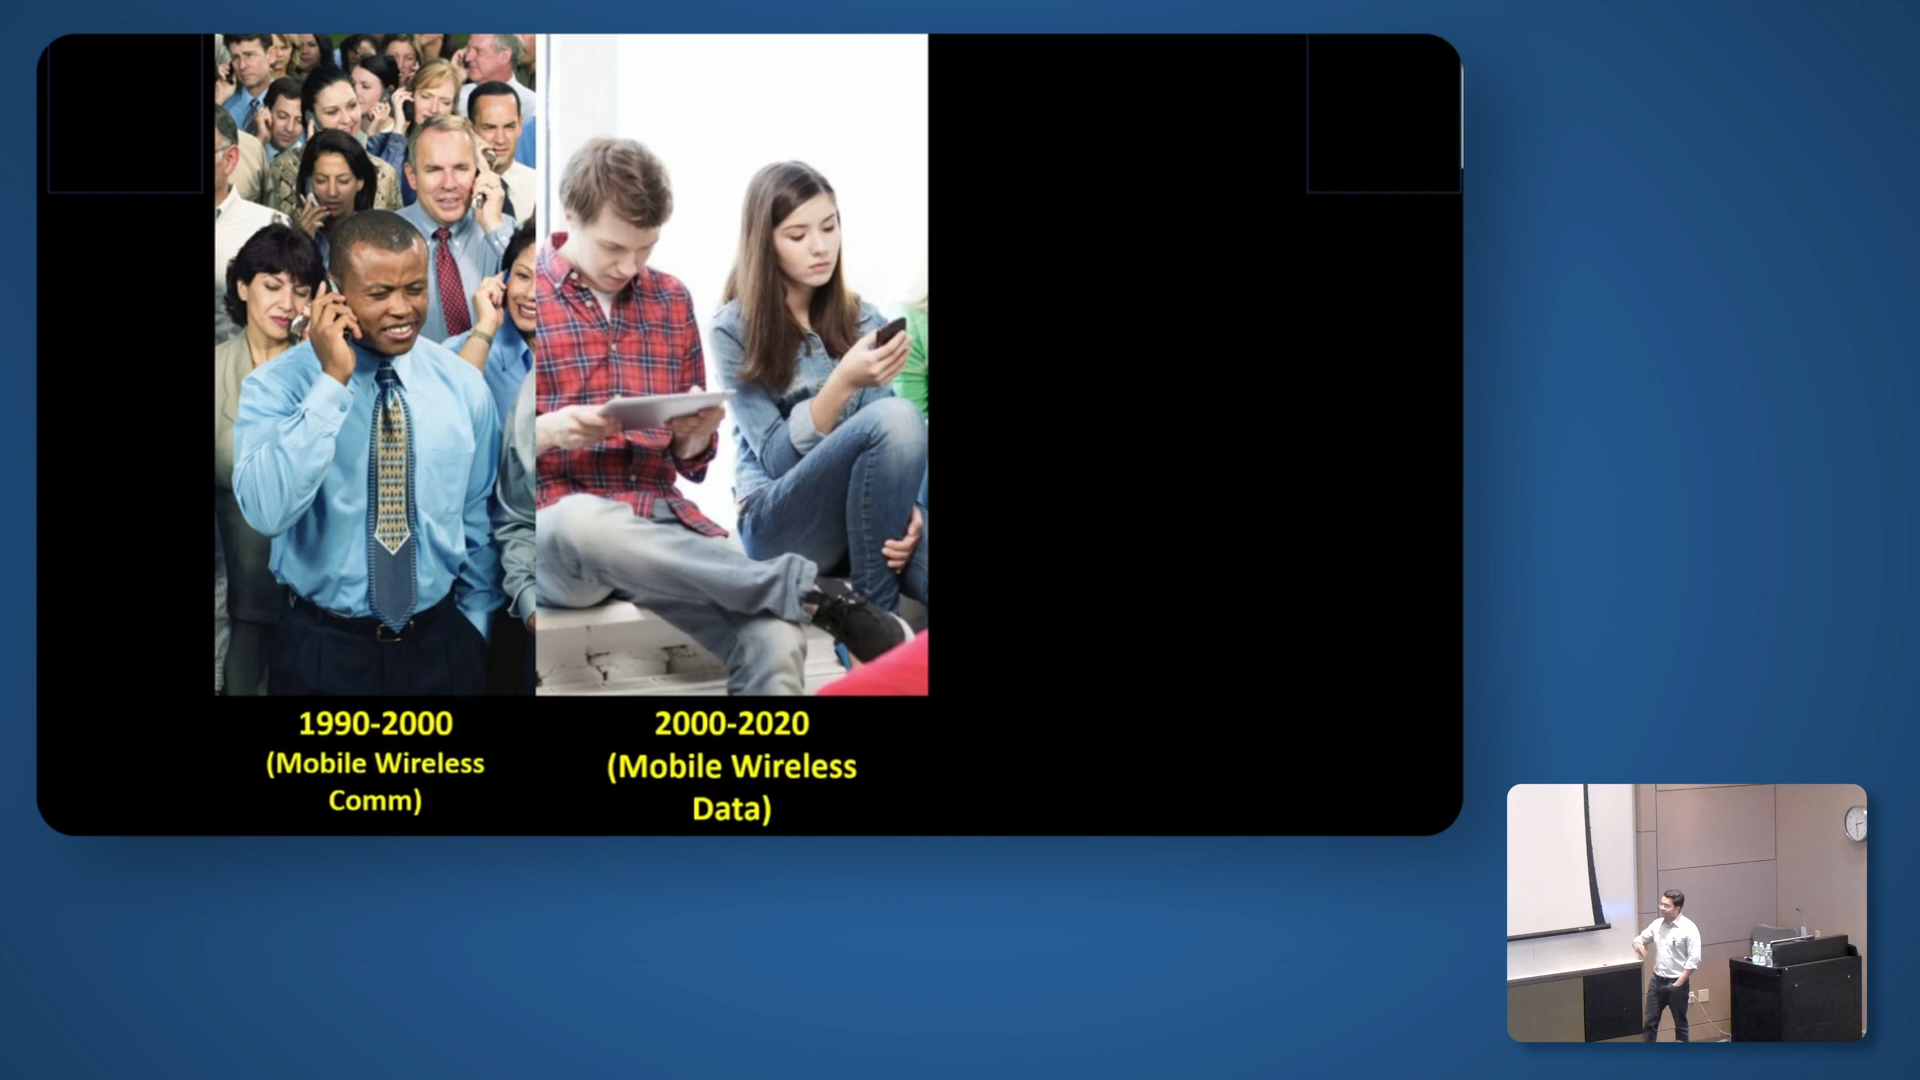 1990-2000
(Mobile Wireless
Comm)
2000-2020
(Mobile Wireless
Data)